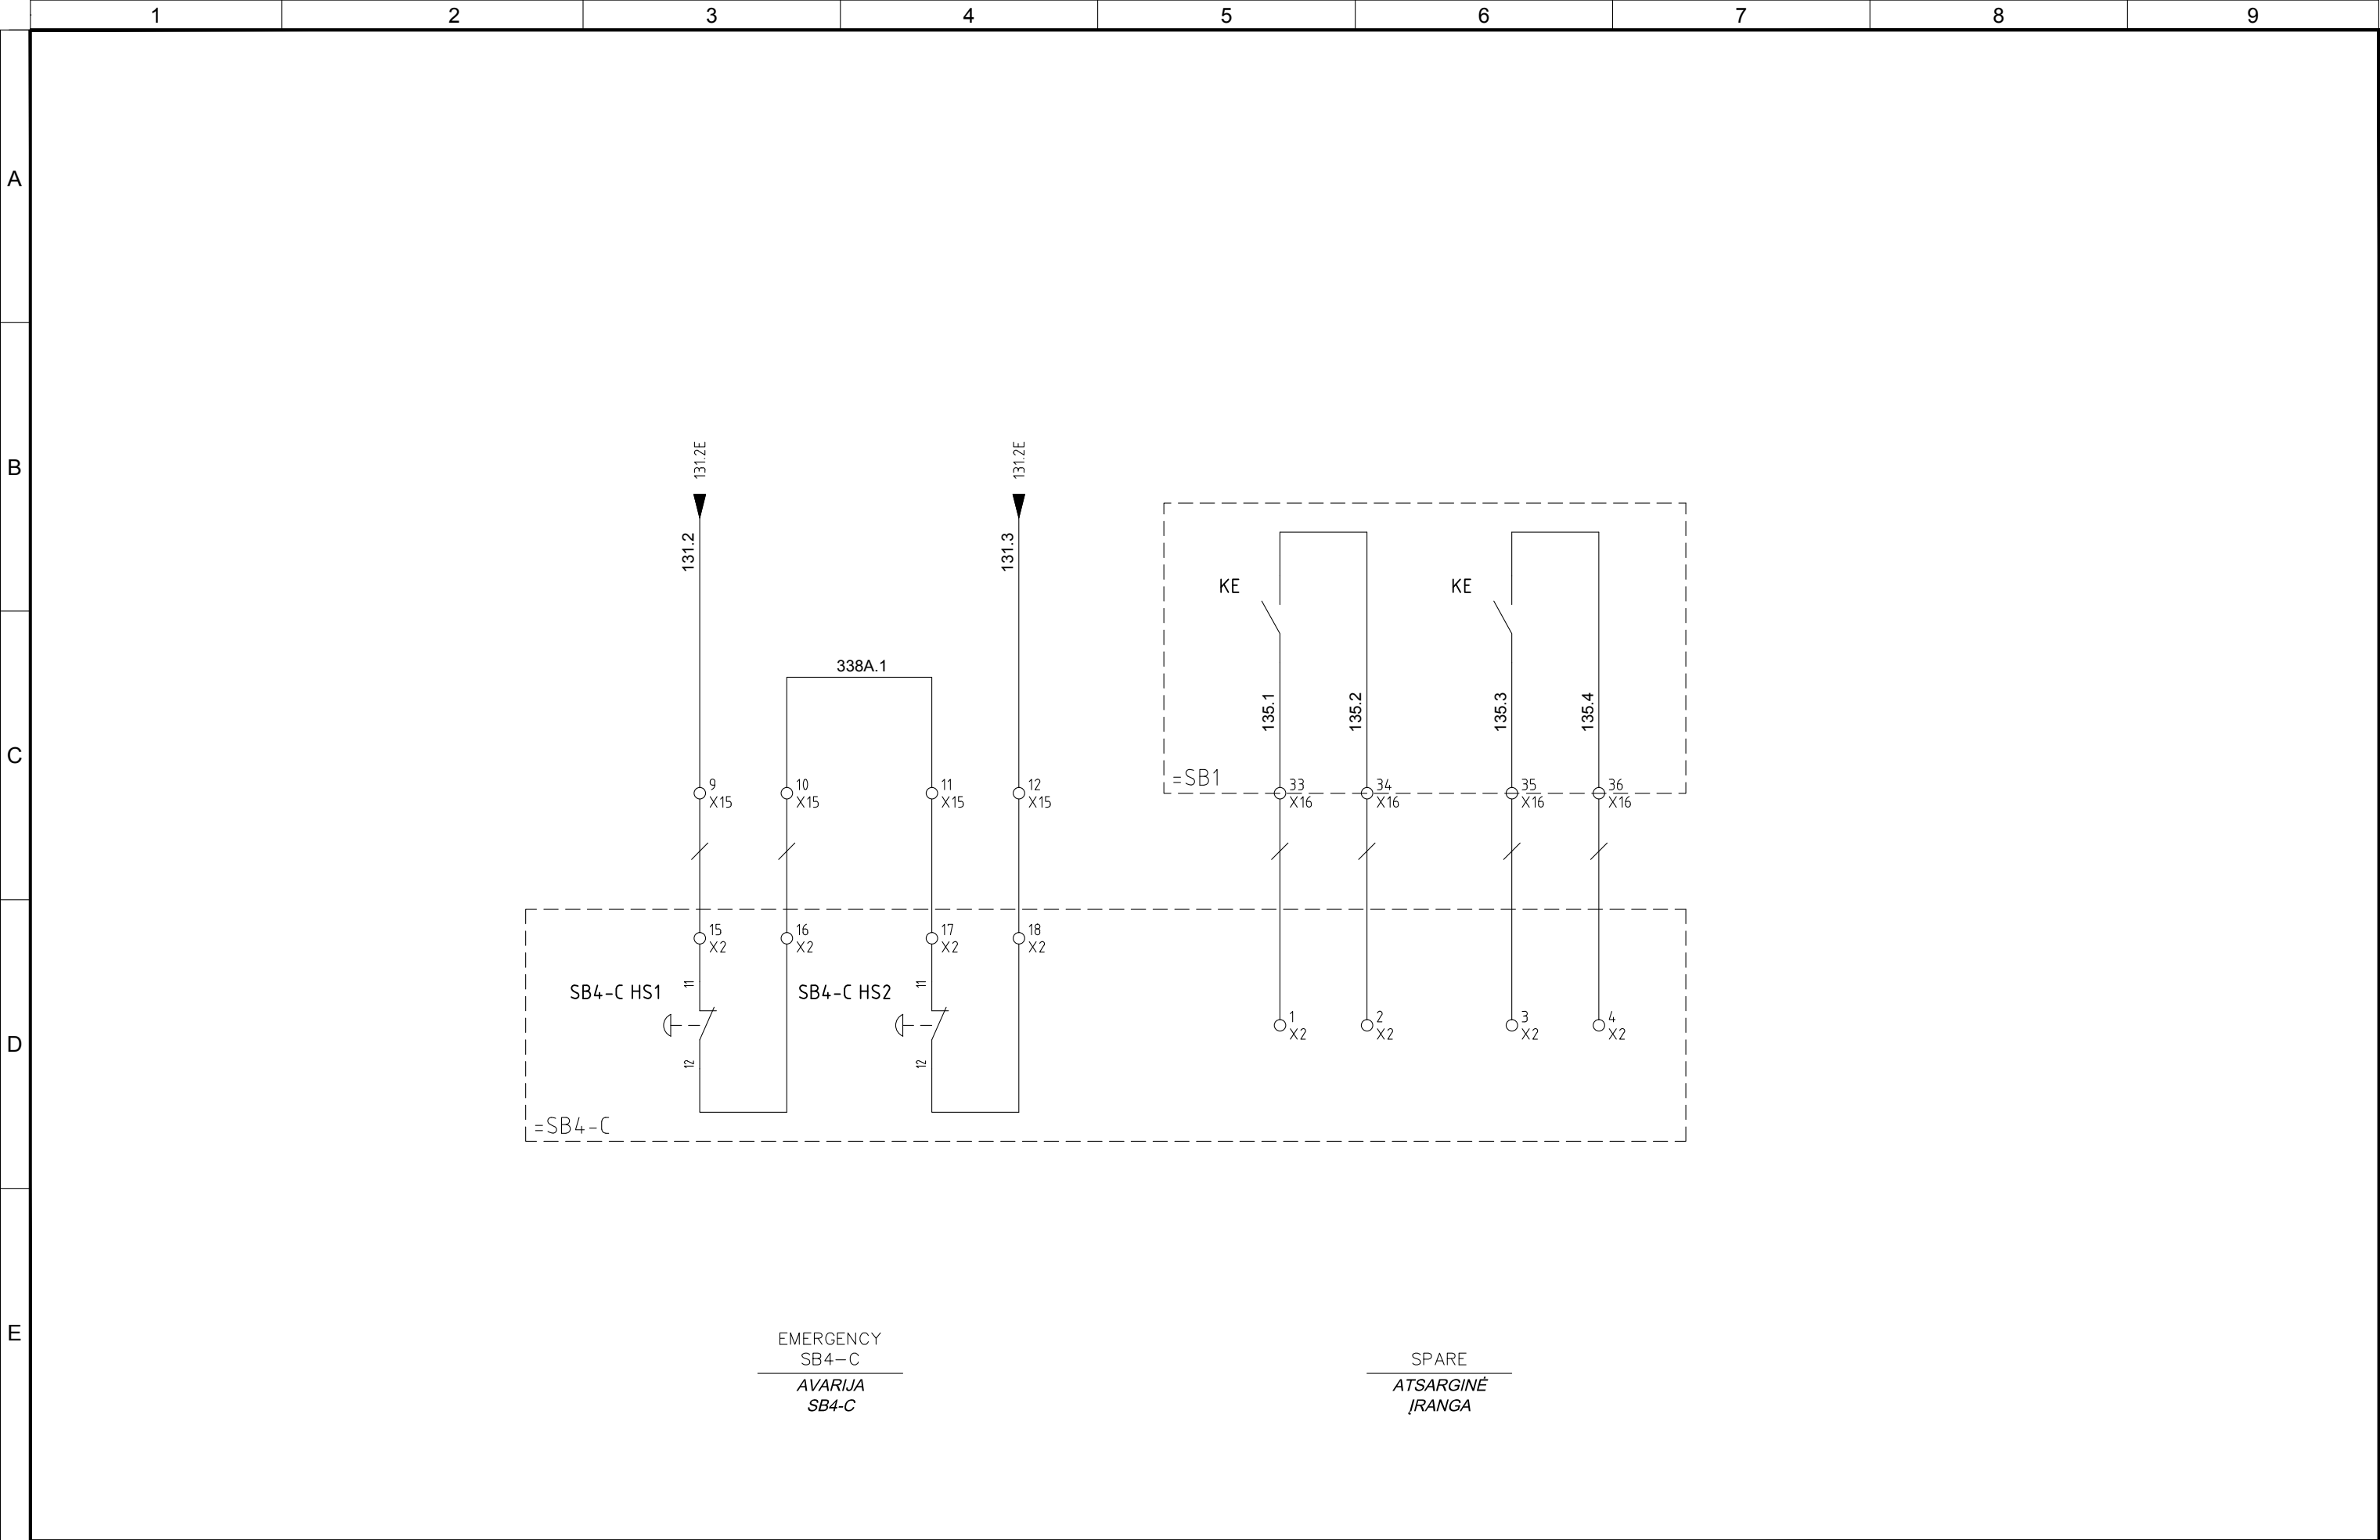 1 2 3 4 5 6 7 8 9
A
B
C
D
E
131.2E
131.2E
131.2
131.3
KE
KE
338A.1
135.1
135.2
135.3
135.4
=SB1
9
X15
10
X15
11
X15
12
X15
33
X16
34
X16
35
X16
36
X16
15
X2
16
X2
17
X2
18
X2
SB4-C HS1
11
12
SB4-C HS2
11
12
1
X2
2
X2
3
X2
4
X2
=SB4-C
EMERGENCY
SB4-C
AVARIJA
SB4-C
SPARE
ATSARGINĖ
ĮRANGA